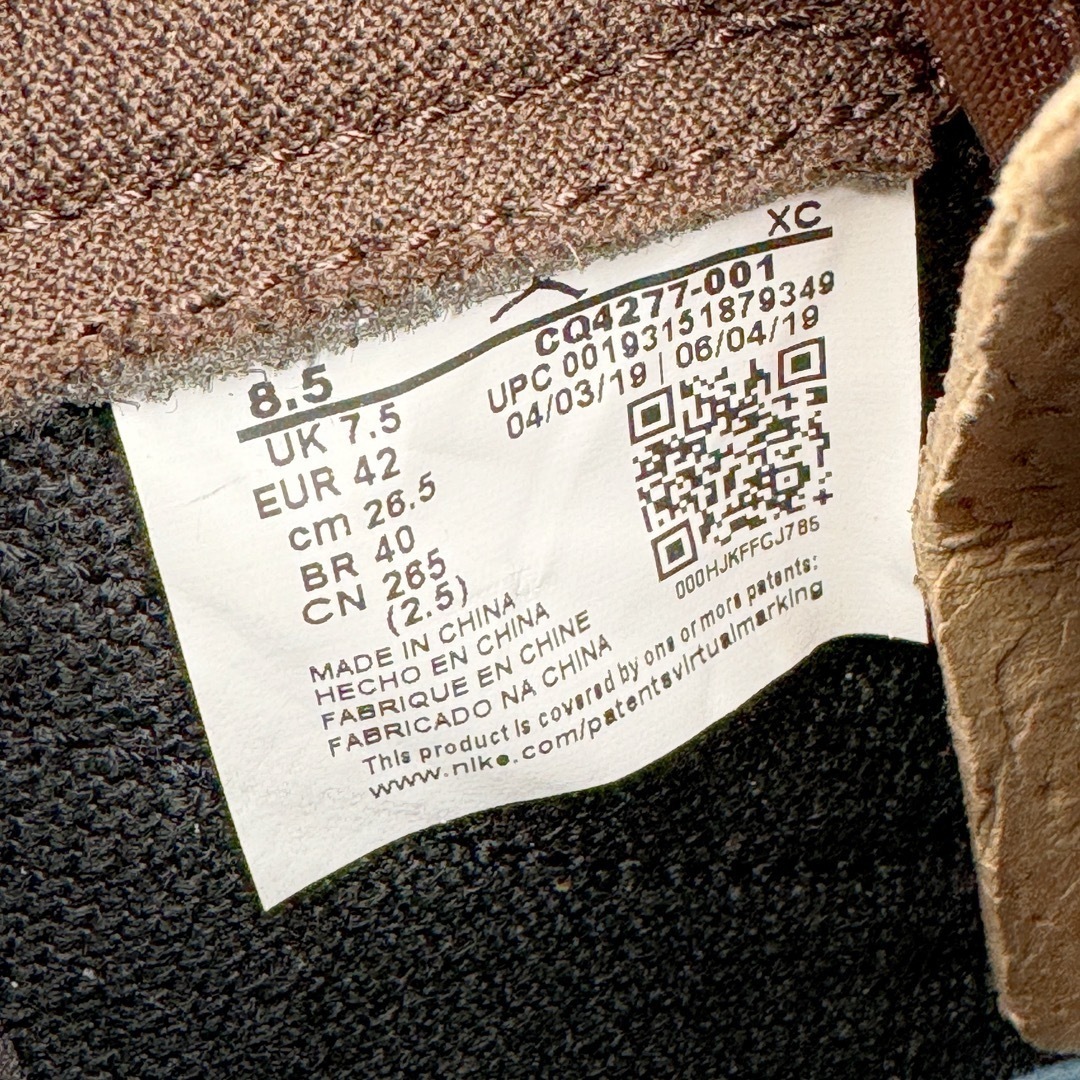 XC
8.5
CQ4277-001
UPC 00193151879349
04/03/19 | 06/04/19
UK 7.5
EUR 42
cm 26.5
BR 40
CN 265
(2.5)
000HJKFFGJ7B5
MADE IN CHINA
HECHO EN CHINA
FABRIQUE EN CHINE
FABRICADO NA CHINA
This product is covered by one or more patents:
www.nike.com/patentsvirtualmarking